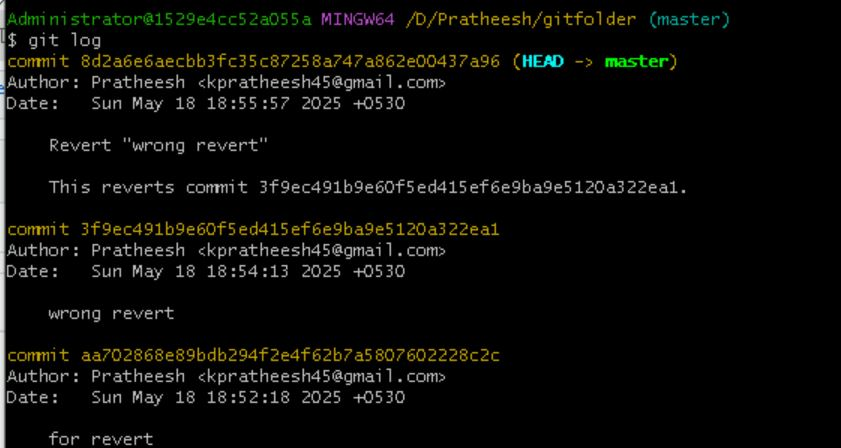 Administrator@1529e4cc52a055a MINGW64 /D/Pratheesh/gitfolder (master)
$ git log
commit 8d2a6e6aecbb3fc35c87258a747a862e00437a96 (HEAD -> master)
Author: Pratheesh <kpratheesh45@gmail.com>
Date:   Sun May 18 18:55:57 2025 +0530
Revert "wrong revert"
This reverts commit 3f9ec491b9e60f5ed415ef6e9ba9e5120a322ea1.
commit 3f9ec491b9e60f5ed415ef6e9ba9e5120a322ea1
Author: Pratheesh <kpratheesh45@gmail.com>
Date:   Sun May 18 18:54:13 2025 +0530
wrong revert
commit aa702868e89bdb294f2e4f62b7a5807602228c2c
Author: Pratheesh <kpratheesh45@gmail.com>
Date:   Sun May 18 18:52:18 2025 +0530
for revert